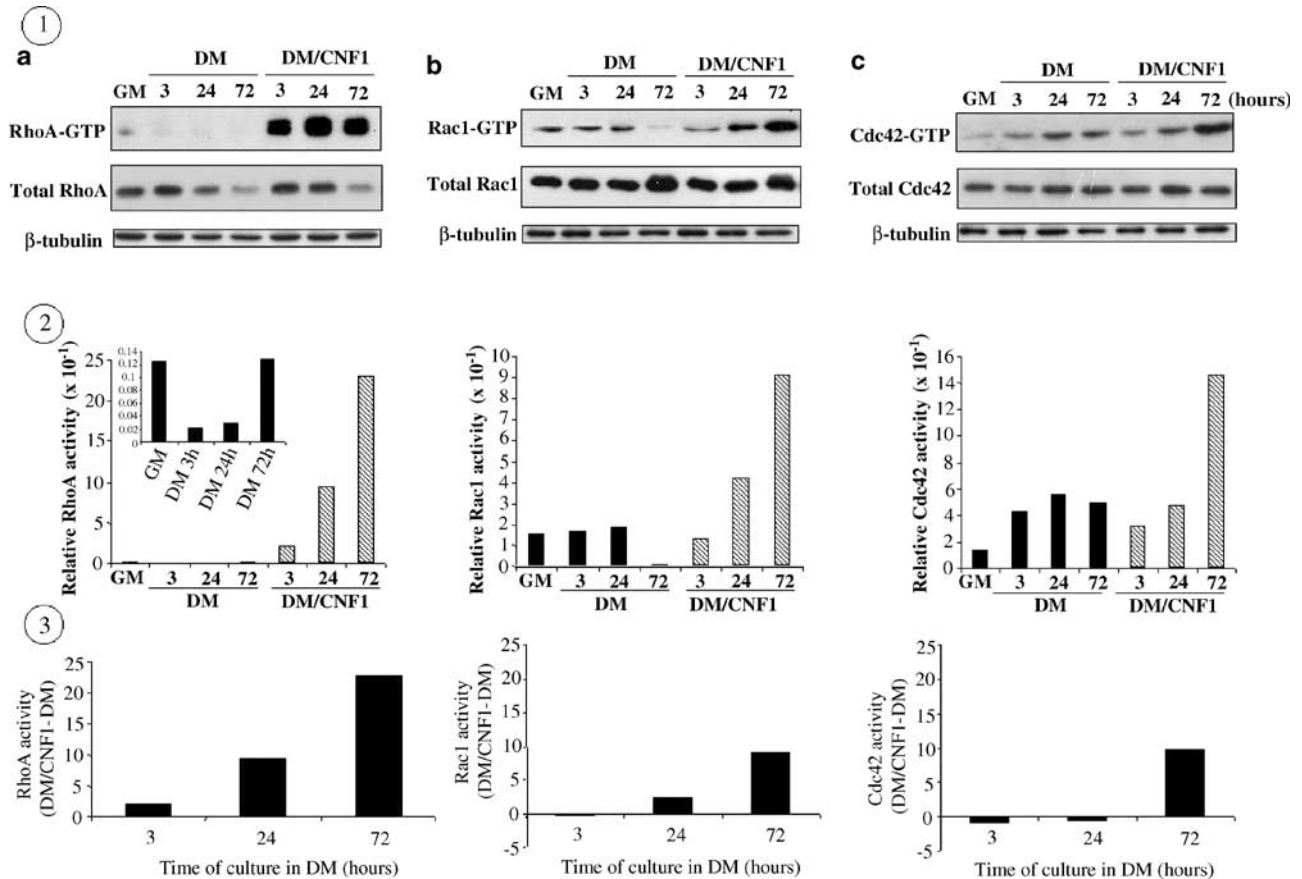 1
a
DM DM/CNF1
GM 3 24 72 3 24 72
RhoA-GTP
Total RhoA
β-tubulin
b
DM DM/CNF1
GM 3 24 72 3 24 72
Rac1-GTP
Total Rac1
β-tubulin
c
DM DM/CNF1
GM 3 24 72 3 24 72 (hours)
Cdc42-GTP
Total Cdc42
β-tubulin
2
Relative RhoA activity (x 10⁻¹)
25
20
15
10
5
0
0.14
0.12
0.1
0.08
0.06
0.04
0.02
0
GM DM 3h DM 24h DM 72h
GM 3 24 72 3 24 72
DM DM/CNF1
Relative Rac1 activity (x 10⁻¹)
10
9
8
7
6
5
4
3
2
1
0
GM 3 24 72 3 24 72
DM DM/CNF1
Relative Cdc42 activity (x 10⁻¹)
16
14
12
10
8
6
4
2
0
GM 3 24 72 3 24 72
DM DM/CNF1
3
RhoA activity
(DM/CNF1-DM)
25
20
15
10
5
0
3 24 72
Time of culture in DM (hours)
Rac1 activity
(DM/CNF1-DM)
25
20
15
10
5
0
-5
3 24 72
Time of culture in DM (hours)
Cdc42 activity
(DM/CNF1-DM)
25
20
15
10
5
0
-5
3 24 72
Time of culture in DM (hours)